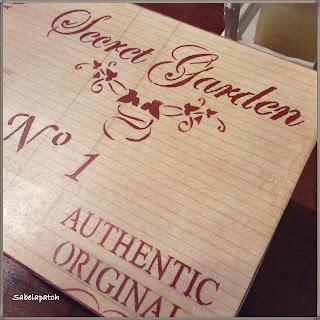 Secret Garden
Nº 1
AUTHENTIC
ORIGINAL
Sabelapatch